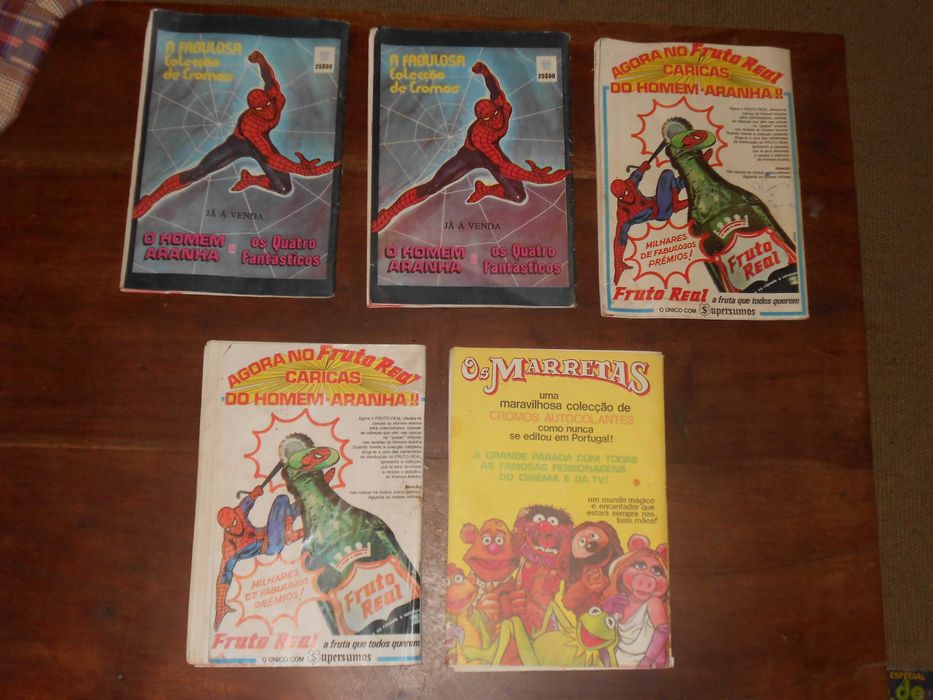 A FABULOSA
Colecção
de Cromos
25$00
JÁ À VENDA
O HOMEM
ARANHA
e
os Quatro
Fantásticos
A FABULOSA
Colecção
de Cromos
25$00
JÁ À VENDA
O HOMEM
ARANHA
e
os Quatro
Fantásticos
AGORA NO Fruto Real
CARICAS
DO HOMEM-ARANHA!!
MILHARES
DE FABULOSOS
PRÉMIOS!
Fruto
Real
Fruto Real a fruta que todos querem
O ÚNICO COM Supersumos
AGORA NO Fruto Real
CARICAS
DO HOMEM-ARANHA!!
MILHARES
DE FABULOSOS
PRÉMIOS!
Fruto
Real
Fruto Real a fruta que todos querem
O ÚNICO COM Supersumos
Os MARRETAS
uma
maravilhosa colecção de
CROMOS AUTOCOLANTES
como nunca
se editou em Portugal!
A GRANDE PARADA COM TODAS
AS FAMOSAS PERSONAGENS
DO CINEMA E DA TV!
um mundo mágico
e encantador que
estará sempre nas
tuas mãos!
ESPECIAL
de